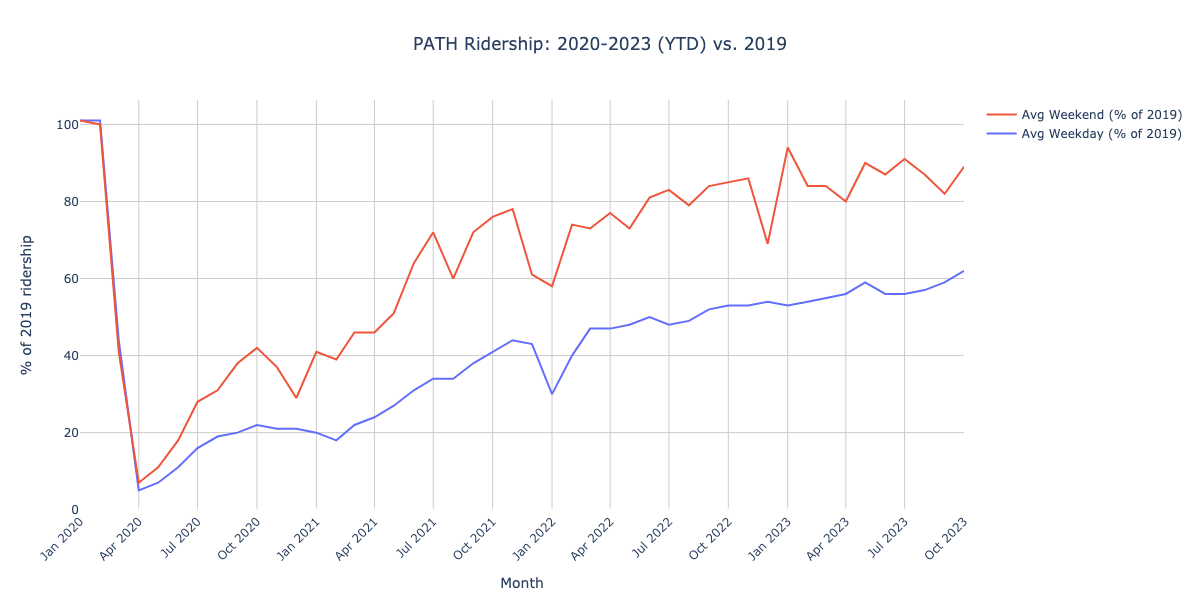 PATH Ridership: 2020-2023 (YTD) vs. 2019
Avg Weekend (% of 2019)
Avg Weekday (% of 2019)
% of 2019 ridership
100
80
60
40
20
0
Jan 2020
Apr 2020
Jul 2020
Oct 2020
Jan 2021
Apr 2021
Jul 2021
Oct 2021
Jan 2022
Apr 2022
Jul 2022
Oct 2022
Jan 2023
Apr 2023
Jul 2023
Oct 2023
Month